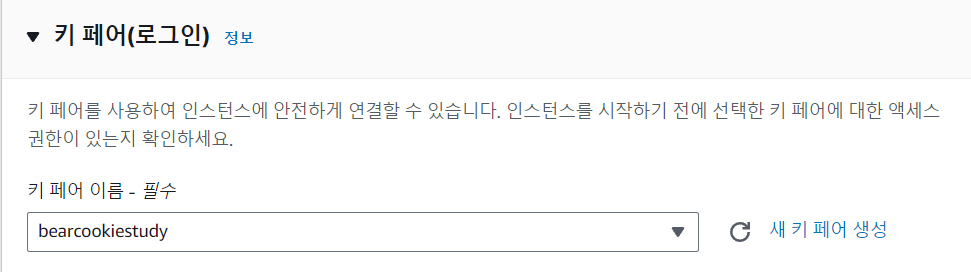 키 페어(로그인) 정보
키 페어를 사용하여 인스턴스에 안전하게 연결할 수 있습니다. 인스턴스를 시작하기 전에 선택한 키 페어에 대한 액세스
권한이 있는지 확인하세요.
키 페어 이름 - 필수
bearcookiestudy 새 키 페어 생성